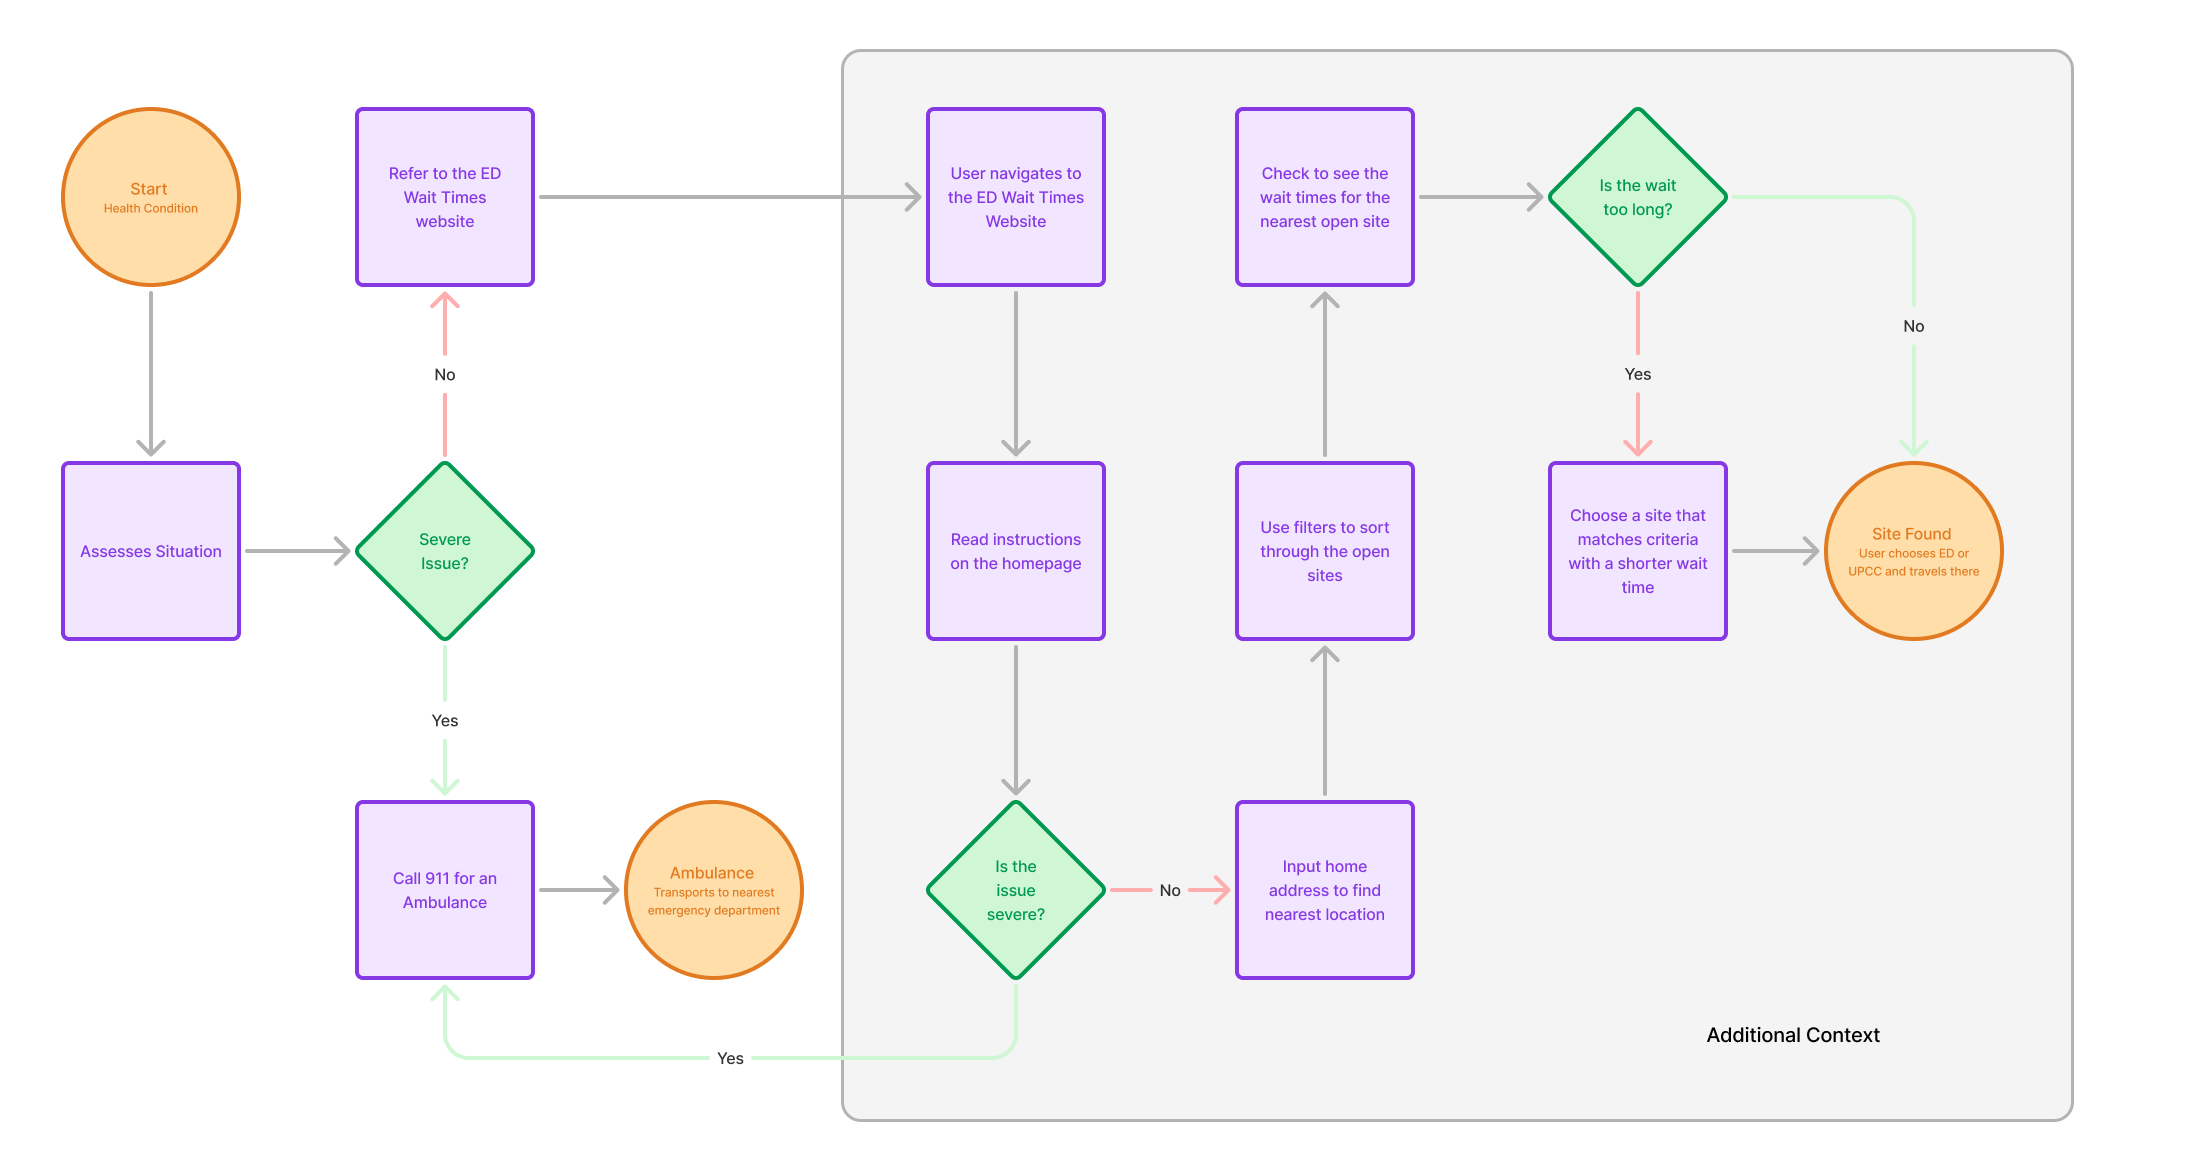 Start
Health Condition
Assesses Situation
Refer to the ED
Wait Times
website
No
Severe
Issue?
Yes
Call 911 for an
Ambulance
Ambulance
Transports to nearest
emergency department
User navigates to
the ED Wait Times
Website
Read instructions
on the homepage
Is the
issue
severe?
Yes
No
Input home
address to find
nearest location
Use filters to sort
through the open
sites
Check to see the
wait times for the
nearest open site
Is the wait
too long?
Yes
No
Choose a site that
matches criteria
with a shorter wait
time
Site Found
User chooses ED or
UPCC and travels there
Additional Context